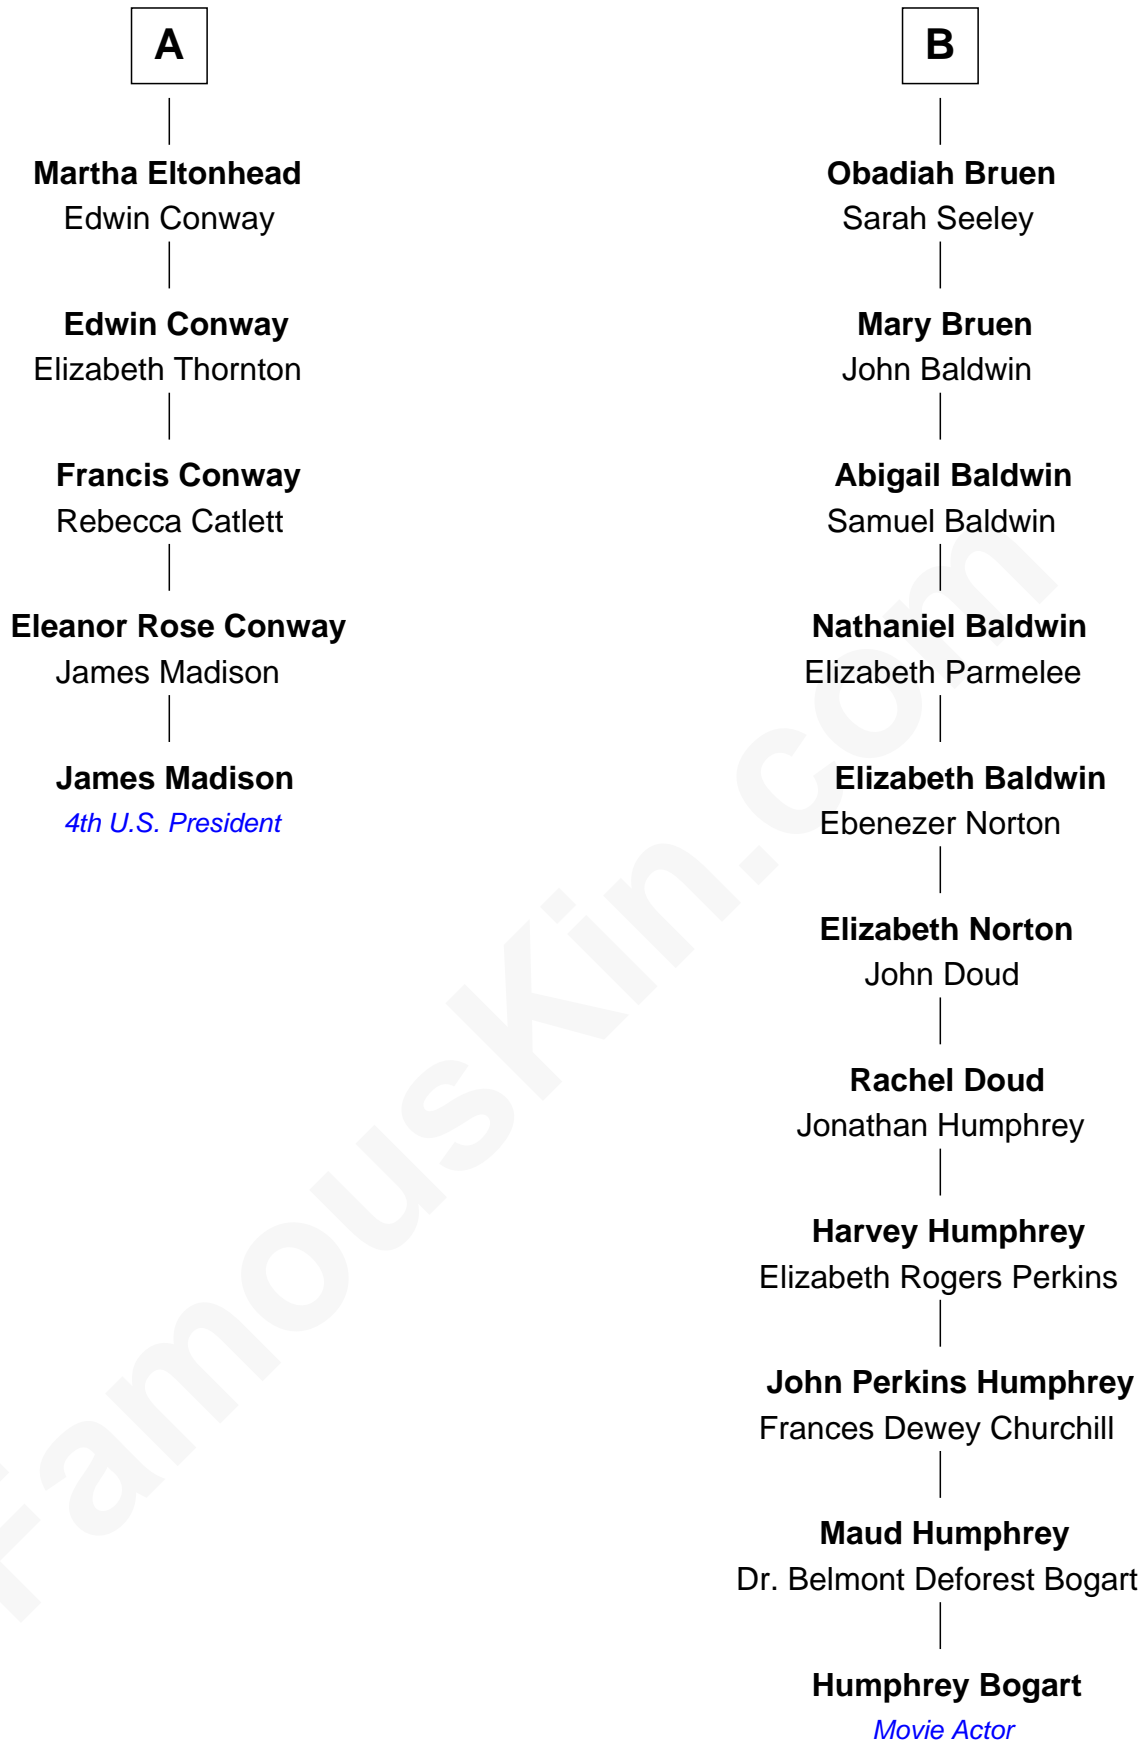 A
Martha Eltonhead
Edwin Conway
Edwin Conway
Elizabeth Thornton
Francis Conway
Rebecca Catlett
Eleanor Rose Conway
James Madison
James Madison
4th U.S. President
B
Obadiah Bruen
Sarah Seeley
Mary Bruen
John Baldwin
Abigail Baldwin
Samuel Baldwin
Nathaniel Baldwin
Elizabeth Parmelee
Elizabeth Baldwin
Ebenezer Norton
Elizabeth Norton
John Doud
Rachel Doud
Jonathan Humphrey
Harvey Humphrey
Elizabeth Rogers Perkins
John Perkins Humphrey
Frances Dewey Churchill
Maud Humphrey
Dr. Belmont Deforest Bogart
Humphrey Bogart
Movie Actor
FamousKin.com